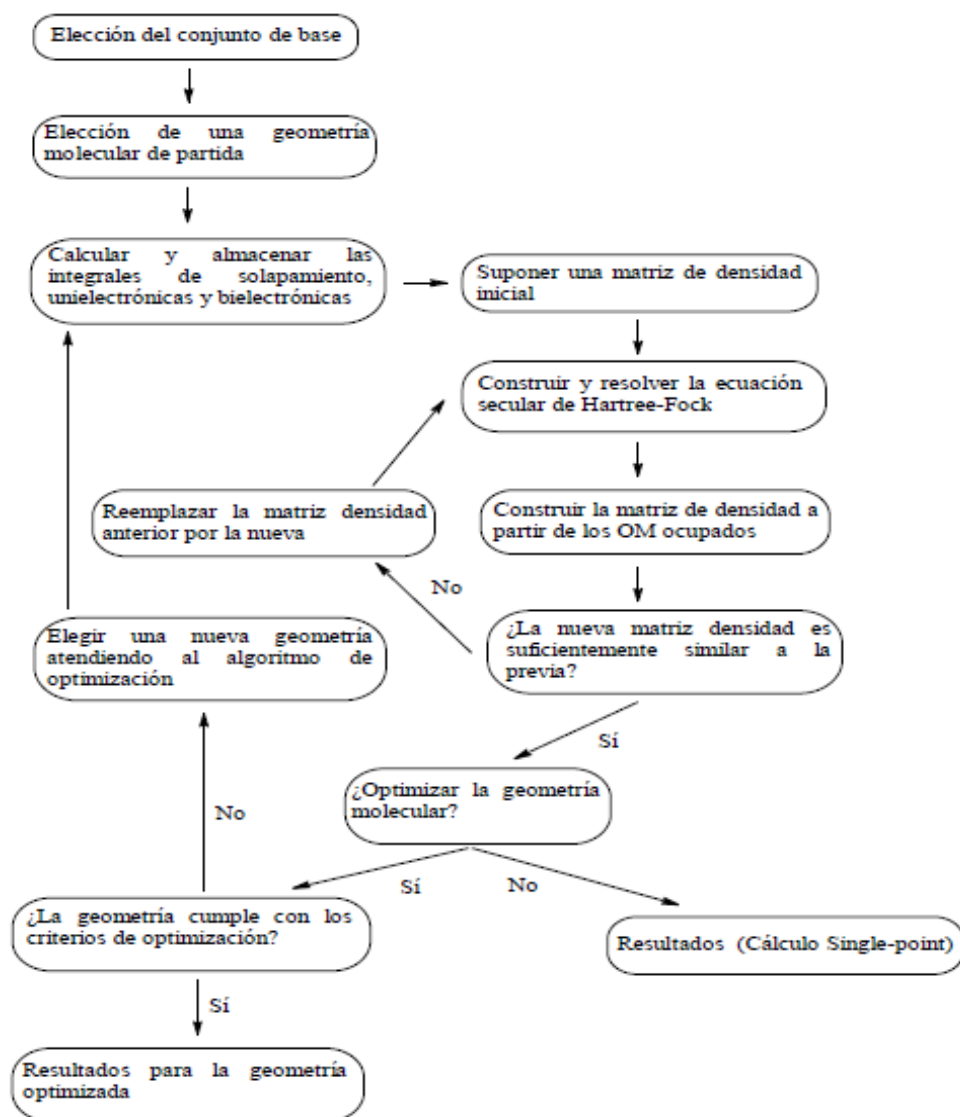 Elección del conjunto de base
Elección de una geometría
molecular de partida
Calcular y almacenar las
integrales de solapamiento,
unielectrónicas y bielectrónicas
Suponer una matriz de densidad
inicial
Construir y resolver la ecuación
secular de Hartree-Fock
Reemplazar la matriz densidad
anterior por la nueva
Construir la matriz de densidad a
partir de los OM ocupados
No
Elegir una nueva geometría
atendiendo al algoritmo de
optimización
¿La nueva matriz densidad es
suficientemente similar a la
previa?
Sí
¿Optimizar la geometría
molecular?
No
Sí
No
¿La geometría cumple con los
criterios de optimización?
Resultados (Cálculo Single-point)
Sí
Resultados para la geometría
optimizada